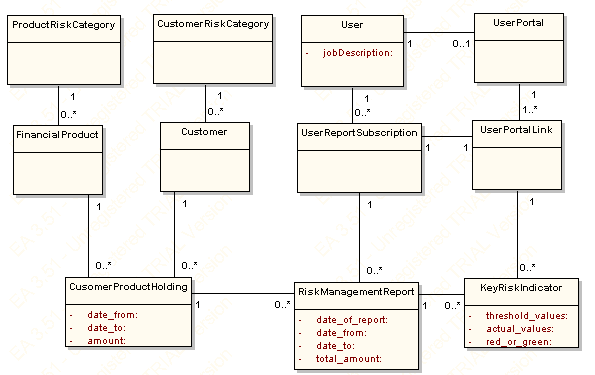 ProductRiskCategory
CustomerRiskCategory
User
- jobDescription:
UserPortal
1
0..1
1
0..*
1
0..*
1
0..*
1
1..*
FinancialProduct
Customer
UserReportSubscription
UserPortalLink
1
1
1
1
1
1
0..*
0..*
0..*
0..*
CusomerProductHolding
- date_from:
- date_to:
- amount:
1
0..*
RiskManagementReport
- date_of_report:
- date_from:
- date_to:
- total_amount:
1
0..*
KeyRiskIndicator
- threshold_values:
- actual_values:
- red_or_green: